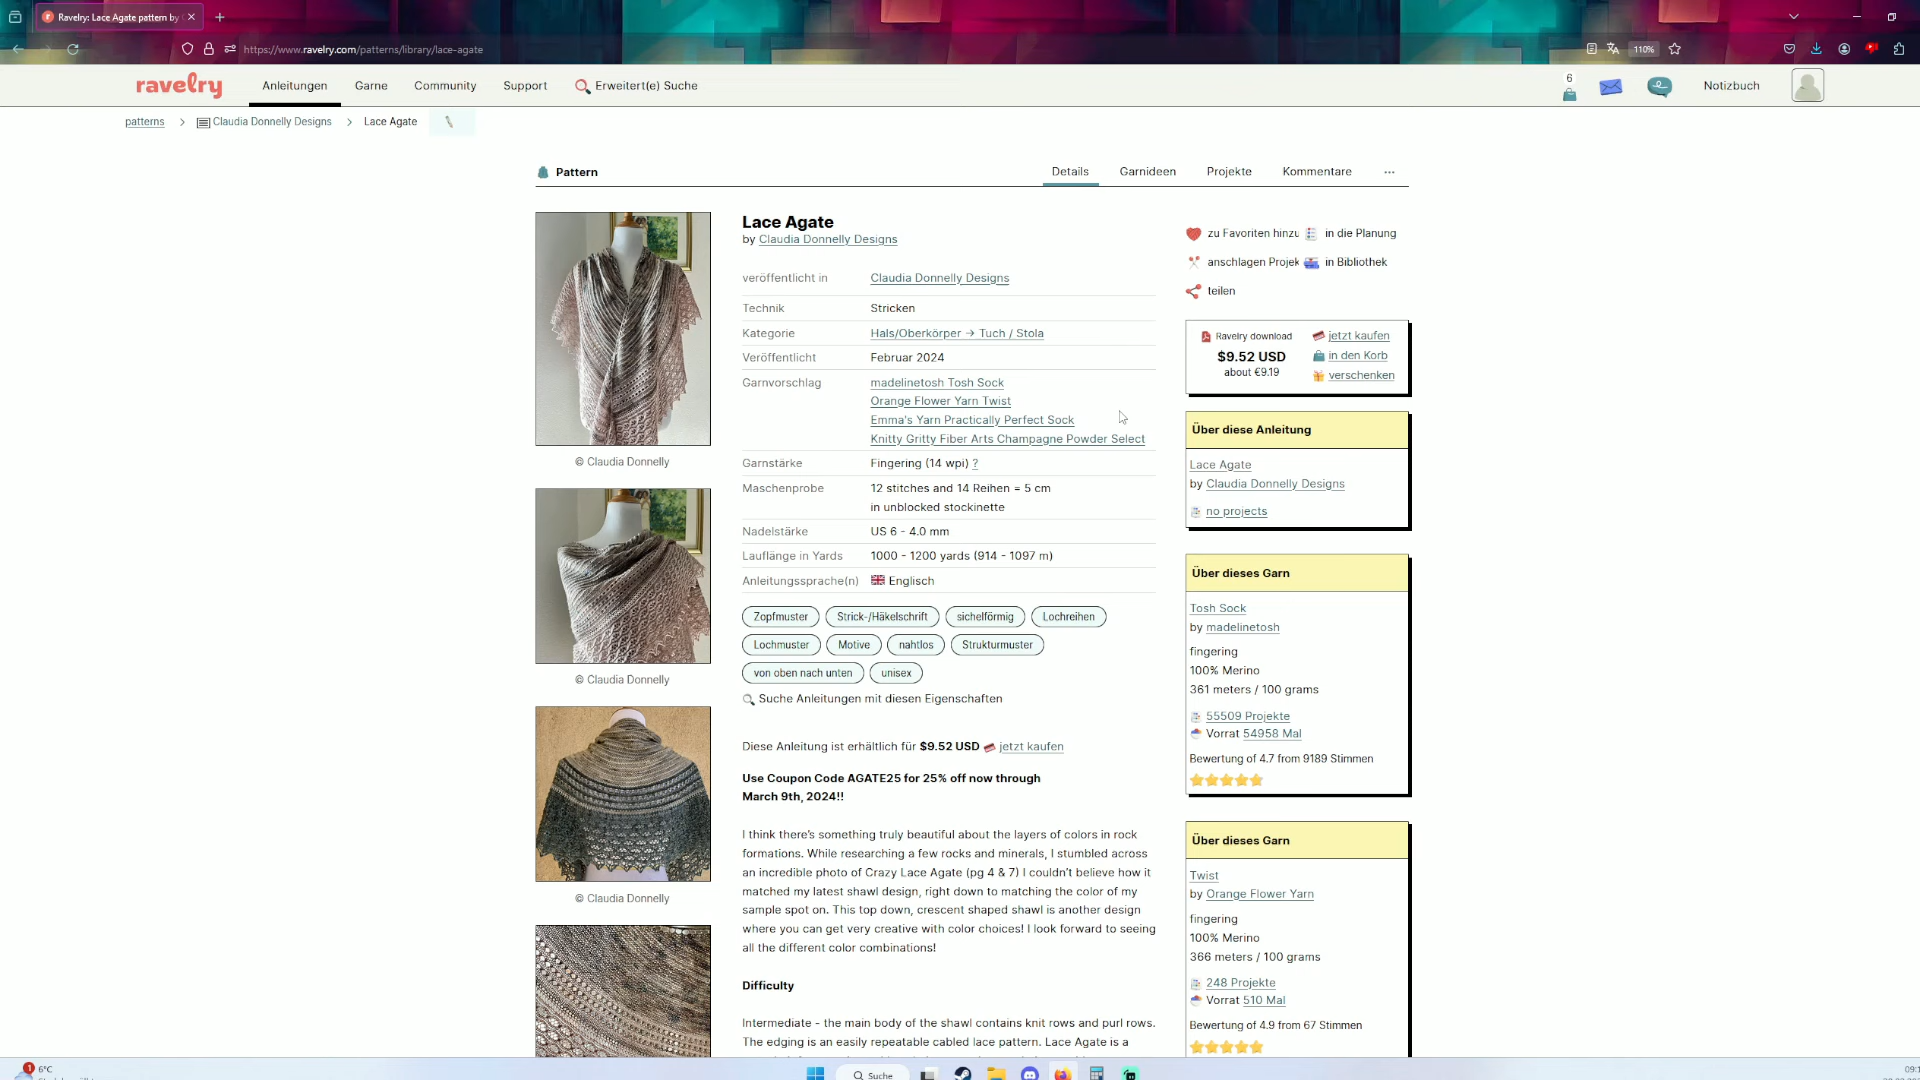 Ravelry: Lace Agate pattern by
https://www.ravelry.com/patterns/library/lace-agate
110%
ravelry
Anleitungen
Garne
Community
Support
Erweitert(e) Suche
6
Notizbuch
patterns > Claudia Donnelly Designs > Lace Agate
Pattern
Details
Garnideen
Projekte
Kommentare
...
Lace Agate
by Claudia Donnelly Designs
veröffentlicht in Claudia Donnelly Designs
Technik Stricken
Kategorie Hals/Oberkörper → Tuch / Stola
Veröffentlicht Februar 2024
Garnvorschlag madelinetosh Tosh Sock
Orange Flower Yarn Twist
Emma's Yarn Practically Perfect Sock
Knitty Gritty Fiber Arts Champagne Powder Select
Garnstärke Fingering (14 wpi) ?
Maschenprobe 12 stitches and 14 Reihen = 5 cm
in unblocked stockinette
Nadelstärke US 6 - 4.0 mm
Lauflänge in Yards 1000 - 1200 yards (914 - 1097 m)
Anleitungssprache(n) Englisch
Zopfmuster Strick-/Häkelschrift sichelförmig Lochreihen
Lochmuster Motive nahtlos Strukturmuster
von oben nach unten unisex
Suche Anleitungen mit diesen Eigenschaften
Diese Anleitung ist erhältlich für $9.52 USD jetzt kaufen
Use Coupon Code AGATE25 for 25% off now through
March 9th, 2024!!
I think there's something truly beautiful about the layers of colors in rock
formations. While researching a few rocks and minerals, I stumbled across
an incredible photo of Crazy Lace Agate (pg 4 & 7) I couldn't believe how it
matched my latest shawl design, right down to matching the color of my
sample spot on. This top down, crescent shaped shawl is another design
where you can get very creative with color choices! I look forward to seeing
all the different color combinations!
Difficulty
Intermediate - the main body of the shawl contains knit rows and purl rows.
The edging is an easily repeatable cabled lace pattern. Lace Agate is a
© Claudia Donnelly
© Claudia Donnelly
© Claudia Donnelly
zu Favoriten hinzu
in die Planung
anschlagen Projek
in Bibliothek
teilen
Ravelry download
$9.52 USD
about €9.19
jetzt kaufen
in den Korb
verschenken
Über diese Anleitung
Lace Agate
by Claudia Donnelly Designs
no projects
Über dieses Garn
Tosh Sock
by madelinetosh
fingering
100% Merino
361 meters / 100 grams
55509 Projekte
Vorrat 54958 Mal
Bewertung of 4.7 from 9189 Stimmen
Über dieses Garn
Twist
by Orange Flower Yarn
fingering
100% Merino
366 meters / 100 grams
248 Projekte
Vorrat 510 Mal
Bewertung of 4.9 from 67 Stimmen
1
6°C
Suche